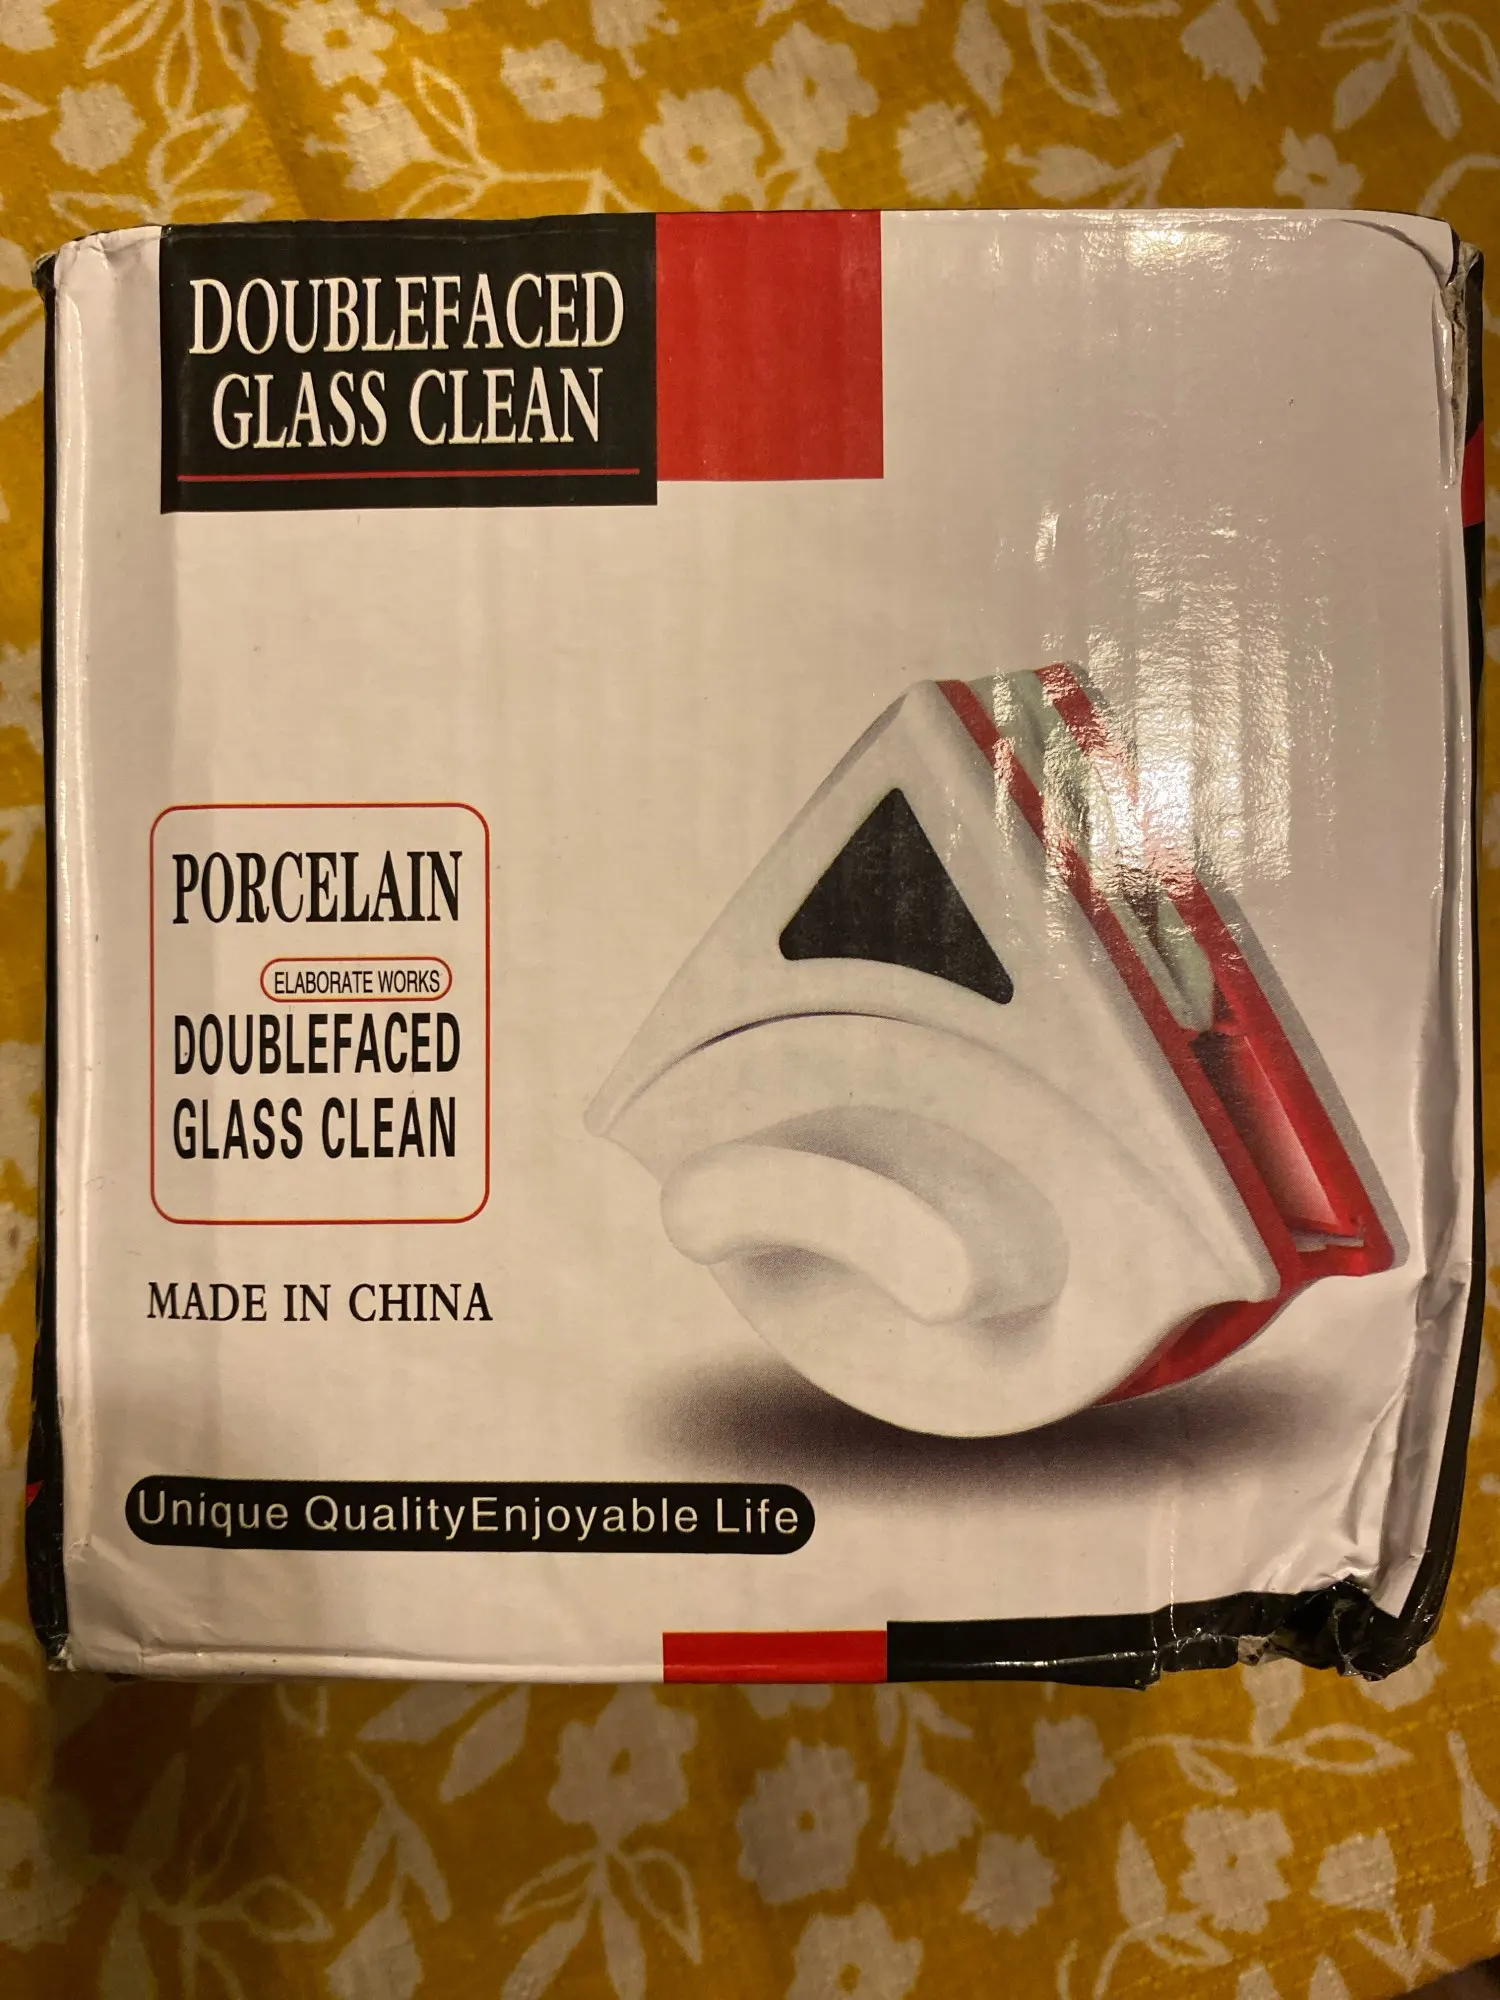 DOUBLEFACED
GLASS CLEAN
PORCELAIN
ELABORATE WORKS
DOUBLEFACED
GLASS CLEAN
MADE IN CHINA
Unique QualityEnjoyable Life